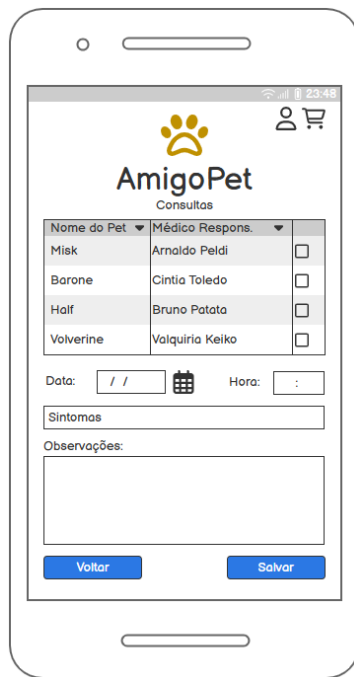 23:48
AmigoPet
Consultas
Nome do Pet Médico Respons.
Misk Arnaldo Peldi
Barone Cintia Toledo
Half Bruno Patata
Volverine Valquiria Keiko
Data: / / Hora: :
Sintomas
Observações:
Voltar Salvar